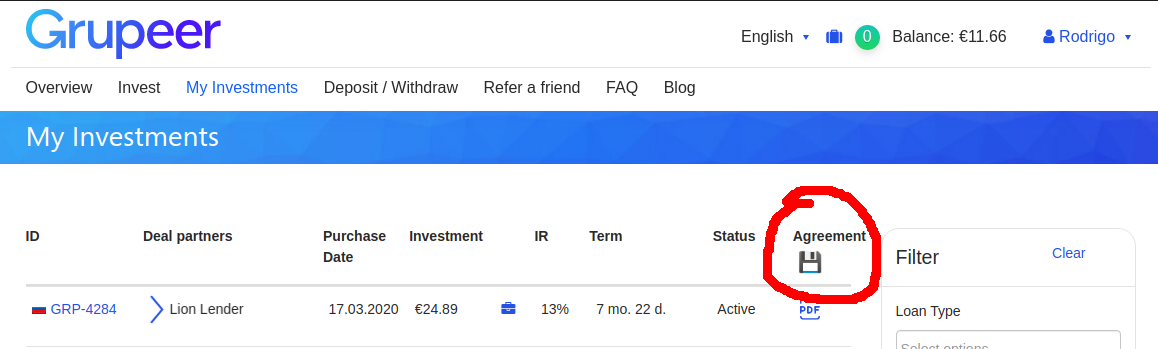 Grupeer
English 0 Balance: €11.66 Rodrigo
Overview Invest My Investments Deposit / Withdraw Refer a friend FAQ Blog
My Investments
ID Deal partners Purchase Date Investment IR Term Status Agreement
GRP-4284 Lion Lender 17.03.2020 €24.89 13% 7 mo. 22 d. Active PDF
Filter Clear
Loan Type
Select options